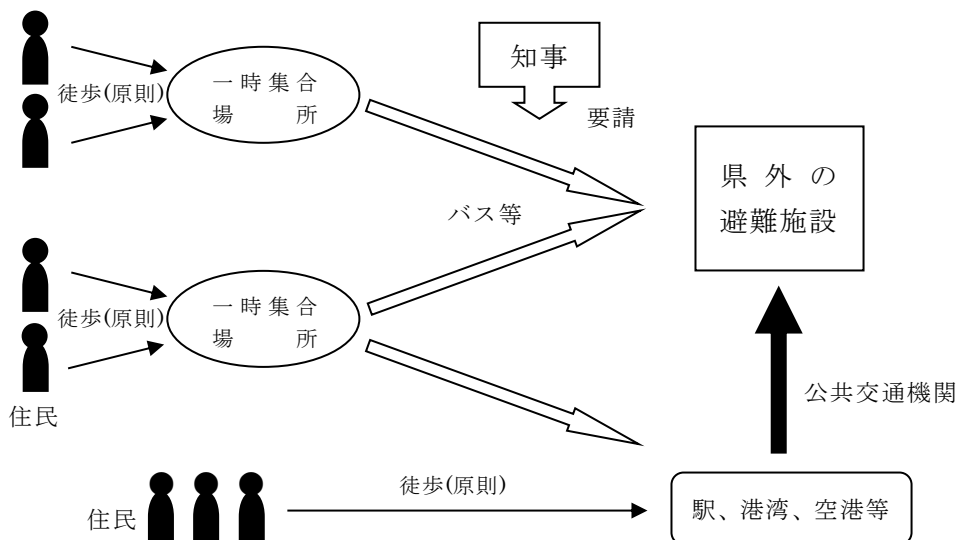 徒歩(原則)
一時集合
場　　所
知事
要請
県外の
避難施設
バス等
徒歩(原則)
一時集合
場　　所
住民
公共交通機関
徒歩(原則)
住民
駅、港湾、空港等